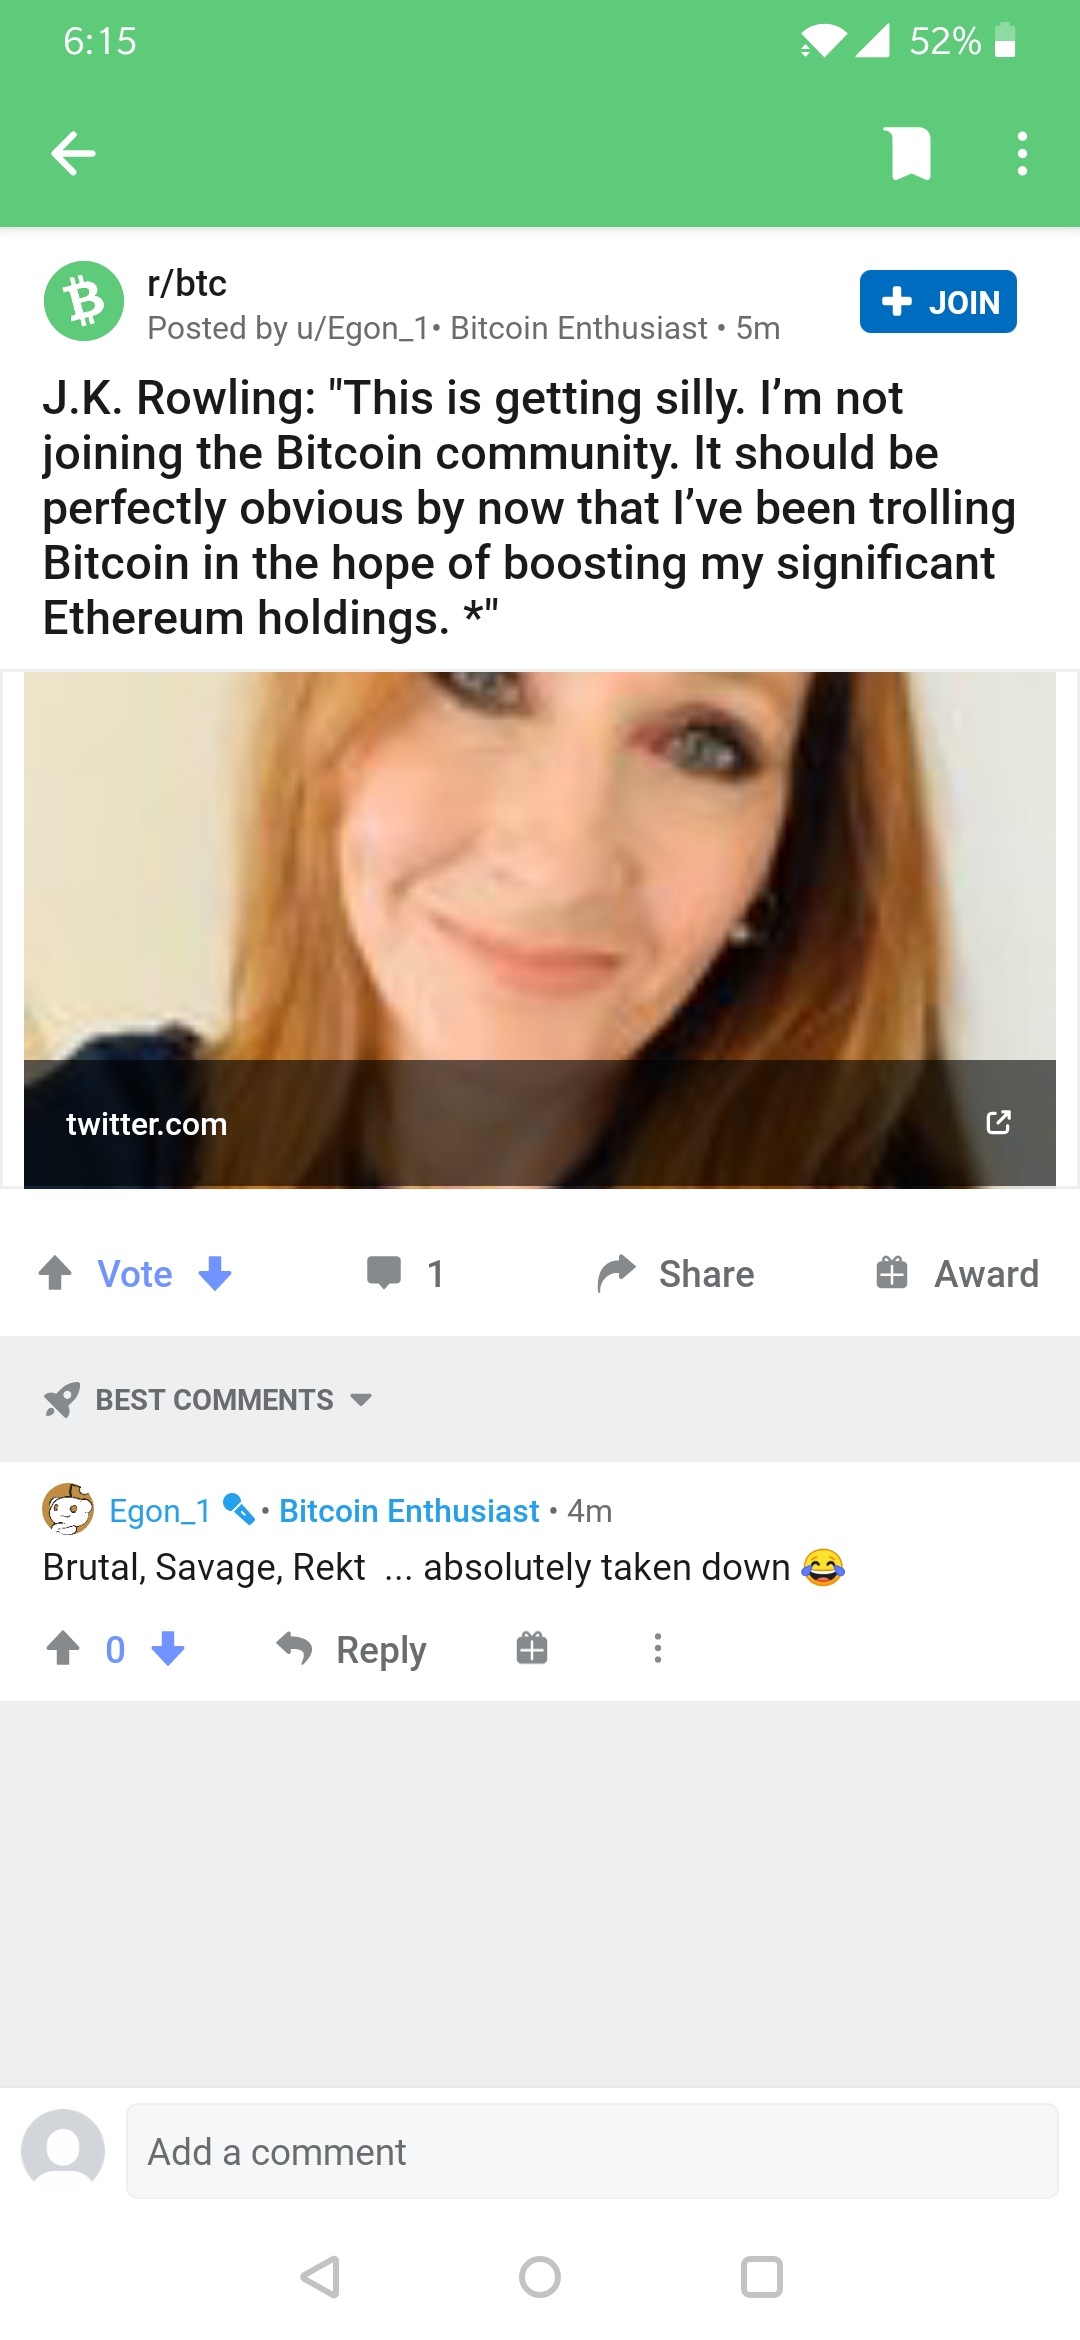 6:15
52%
r/btc
Posted by u/Egon_1• Bitcoin Enthusiast • 5m
+ JOIN
J.K. Rowling: "This is getting silly. I’m not
joining the Bitcoin community. It should be
perfectly obvious by now that I’ve been trolling
Bitcoin in the hope of boosting my significant
Ethereum holdings. *"
twitter.com
Vote
1
Share
Award
BEST COMMENTS
Egon_1 • Bitcoin Enthusiast • 4m
Brutal, Savage, Rekt ... absolutely taken down 😂
0
Reply
Add a comment